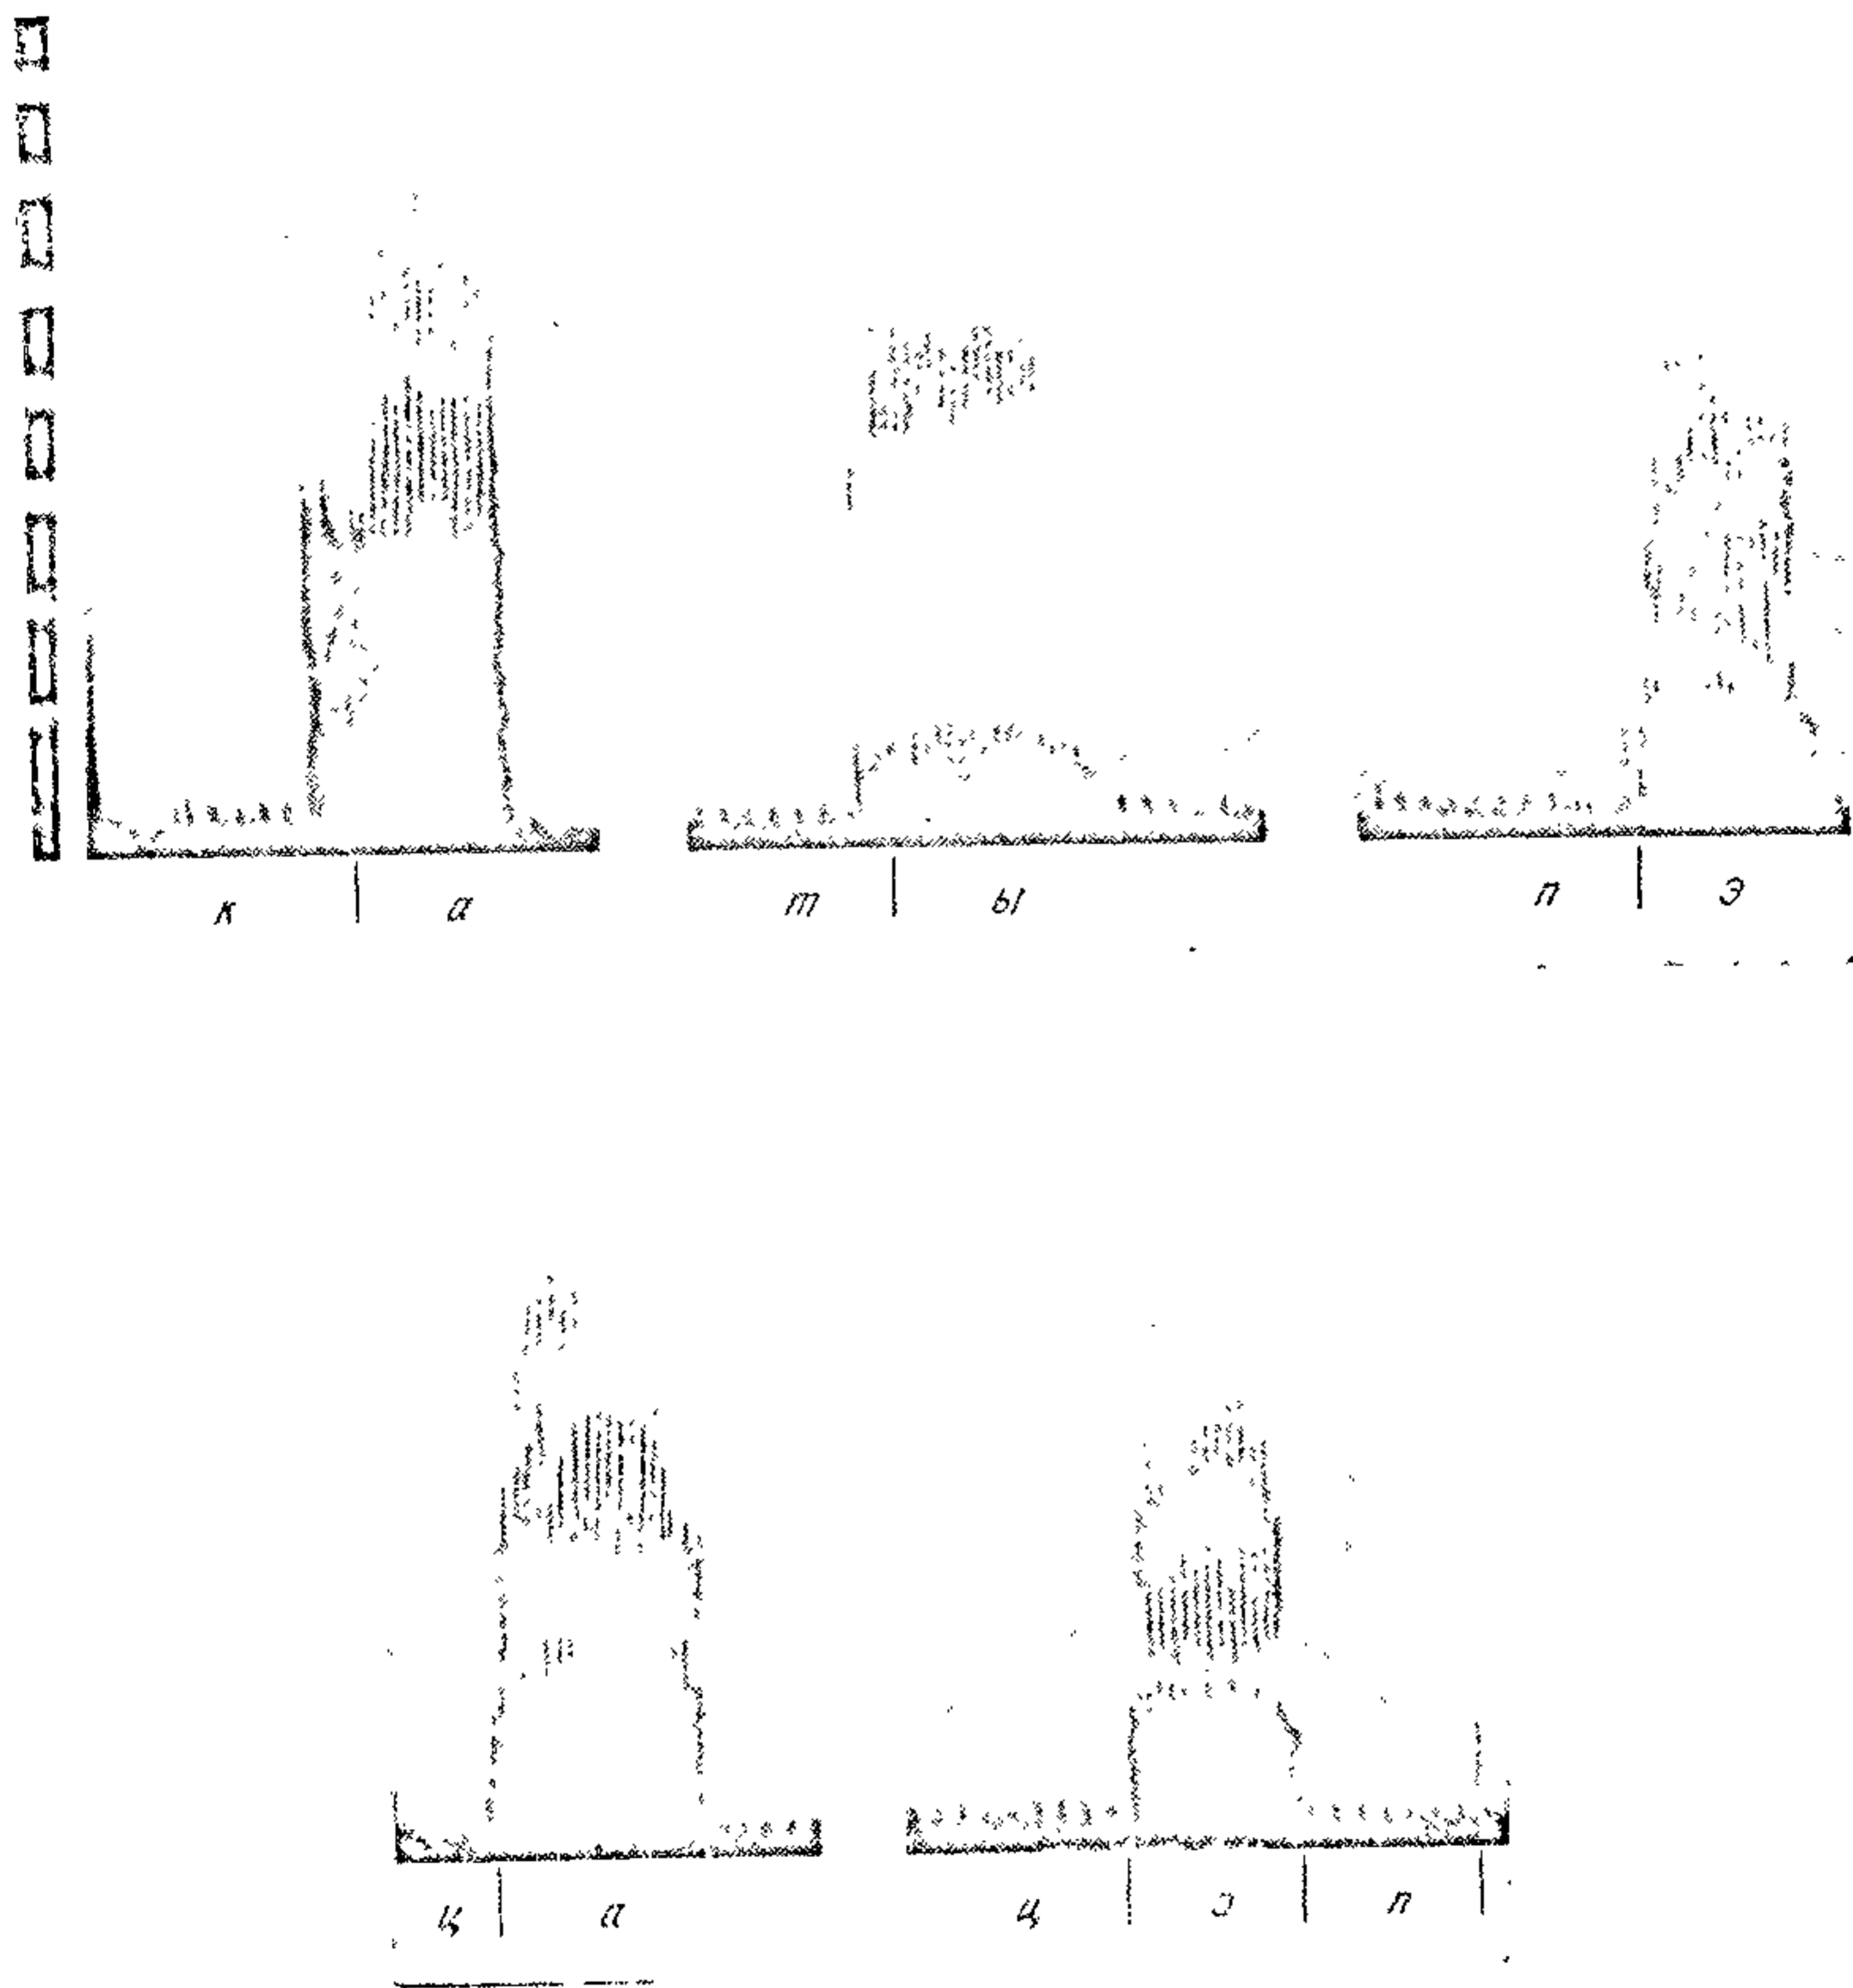 к а т ы п э
ц а ц э п